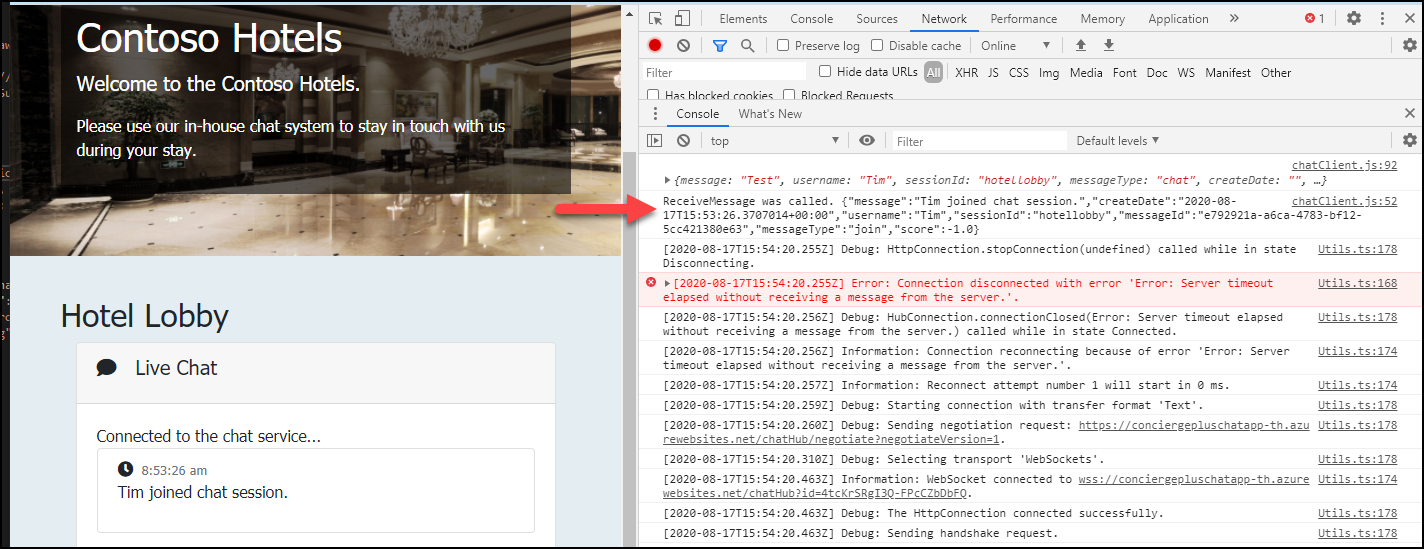 Contoso Hotels
Welcome to the Contoso Hotels.
Please use our in-house chat system to stay in touch with us
during your stay.
Hotel Lobby
Live Chat
Connected to the chat service...
8:53:26 am
Tim joined chat session.
Elements Console Sources Network Performance Memory Application » 1
Preserve log Disable cache Online
Filter Hide data URLs All XHR JS CSS Img Media Font Doc WS Manifest Other
Has blocked cookies Blocked Requests
Console What's New
top Filter Default levels
chatClient.js:92
{message: "Test", username: "Tim", sessionId: "hotellobby", messageType: "chat", createDate: "", …}
ReceiveMessage was called. {"message":"Tim joined chat session.","createDate":"2020-08- chatClient.js:52
17T15:53:26.3707014+00:00","username":"Tim","sessionId":"hotellobby","messageId":"e792921a-a6ca-4783-bf12-
5cc421380e63","messageType":"join","score":-1.0}
[2020-08-17T15:54:20.255Z] Debug: HttpConnection.stopConnection(undefined) called while in state Utils.ts:178
Disconnecting.
[2020-08-17T15:54:20.255Z] Error: Connection disconnected with error 'Error: Server timeout Utils.ts:168
elapsed without receiving a message from the server.'.
[2020-08-17T15:54:20.256Z] Debug: HubConnection.connectionClosed(Error: Server timeout elapsed Utils.ts:178
without receiving a message from the server.) called while in state Connected.
[2020-08-17T15:54:20.256Z] Information: Connection reconnecting because of error 'Error: Server Utils.ts:174
timeout elapsed without receiving a message from the server.'.
[2020-08-17T15:54:20.257Z] Information: Reconnect attempt number 1 will start in 0 ms. Utils.ts:174
[2020-08-17T15:54:20.259Z] Debug: Starting connection with transfer format 'Text'. Utils.ts:178
[2020-08-17T15:54:20.260Z] Debug: Sending negotiation request: https://conciergepluschatapp-th.azu Utils.ts:178
rewebsites.net/chatHub/negotiate?negotiateVersion=1.
[2020-08-17T15:54:20.310Z] Debug: Selecting transport 'WebSockets'. Utils.ts:178
[2020-08-17T15:54:20.463Z] Information: WebSocket connected to wss://conciergepluschatapp-th.azure Utils.ts:174
websites.net/chatHub?id=4tcKrSRgI3Q-FPcCZbDbFQ.
[2020-08-17T15:54:20.463Z] Debug: The HttpConnection connected successfully. Utils.ts:178
[2020-08-17T15:54:20.463Z] Debug: Sending handshake request. Utils.ts:178